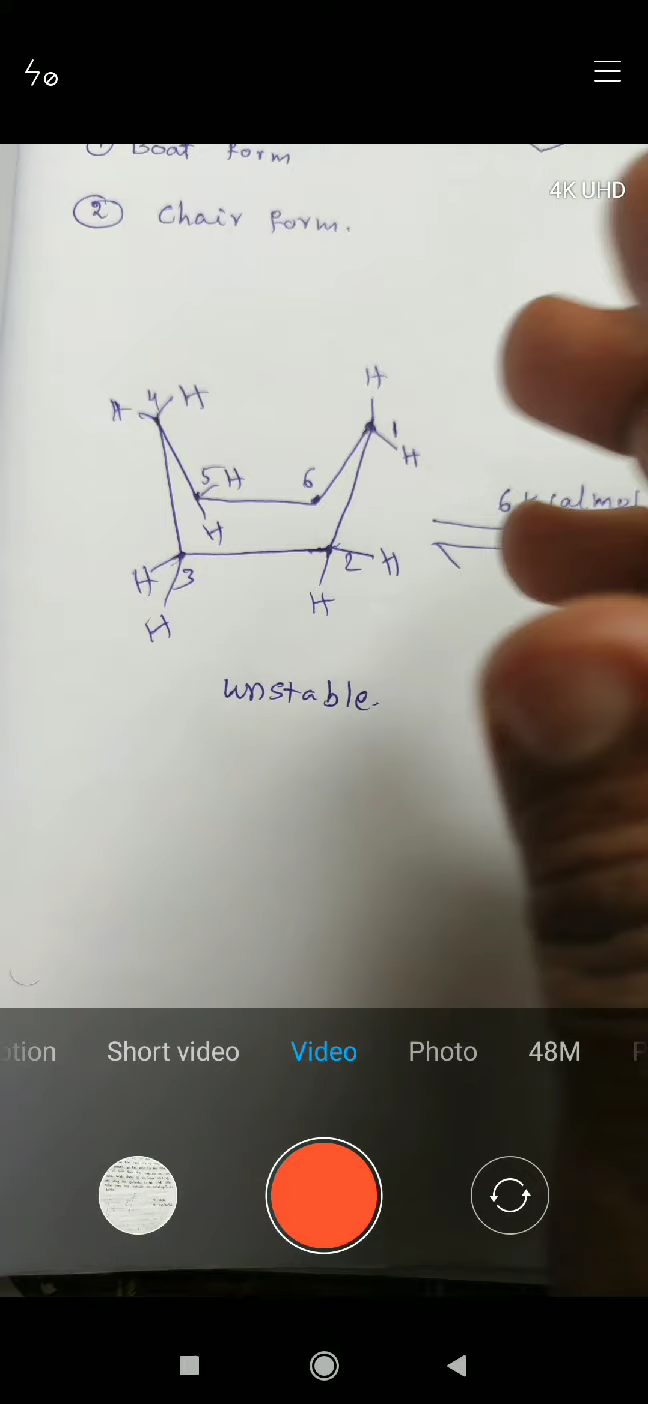 ① Boat form
4K UHD
② Chair form.
H
H 4 H
1
H
5 H 6
H
H 3
2 H
H
H
unstable.
Short video Video Photo 48M